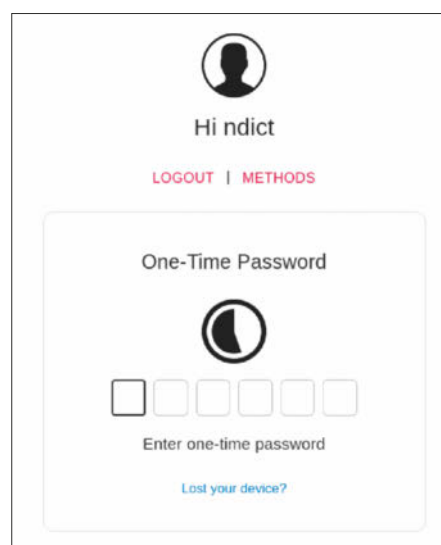 Hi ndict
LOGOUT | METHODS
One-Time Password
Enter one-time password
Lost your device?